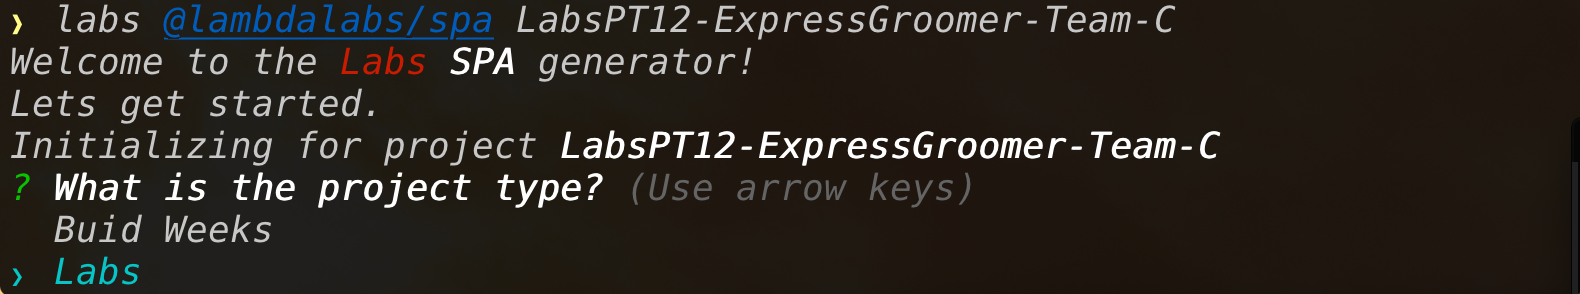 ❯ labs @lambdalabs/spa LabsPT12-ExpressGroomer-Team-C
Welcome to the Labs SPA generator!
Lets get started.
Initializing for project LabsPT12-ExpressGroomer-Team-C
? What is the project type? (Use arrow keys)
Buid Weeks
❯ Labs